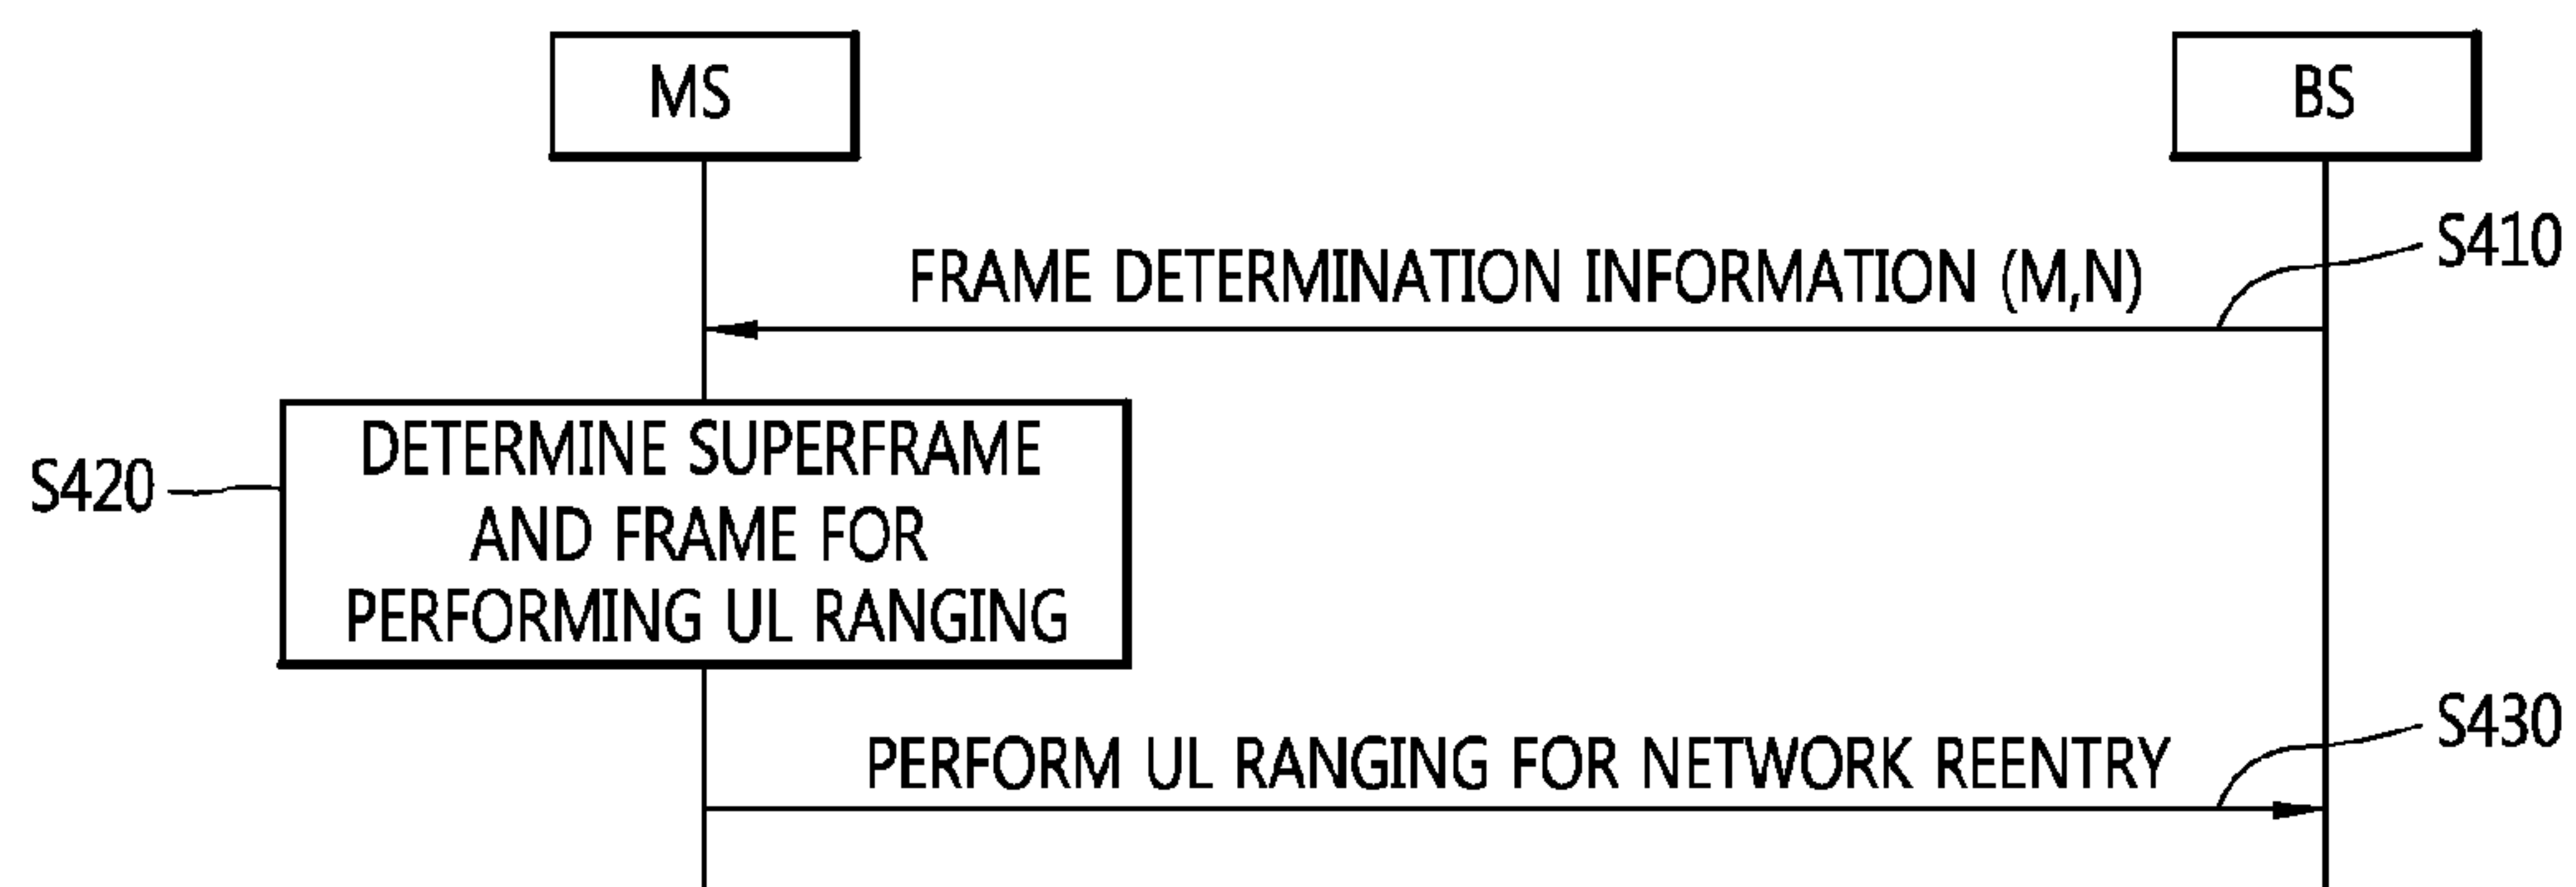 MS
BS
S410
FRAME DETERMINATION INFORMATION (M,N)
S420
DETERMINE SUPERFRAME
AND FRAME FOR
PERFORMING UL RANGING
S430
PERFORM UL RANGING FOR NETWORK REENTRY